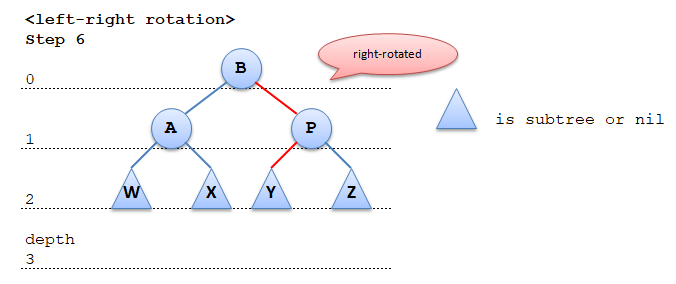 <left-right rotation>
Step 6
right-rotated
B
0
is subtree or nil
A P
1
W X Y Z
2
depth
3